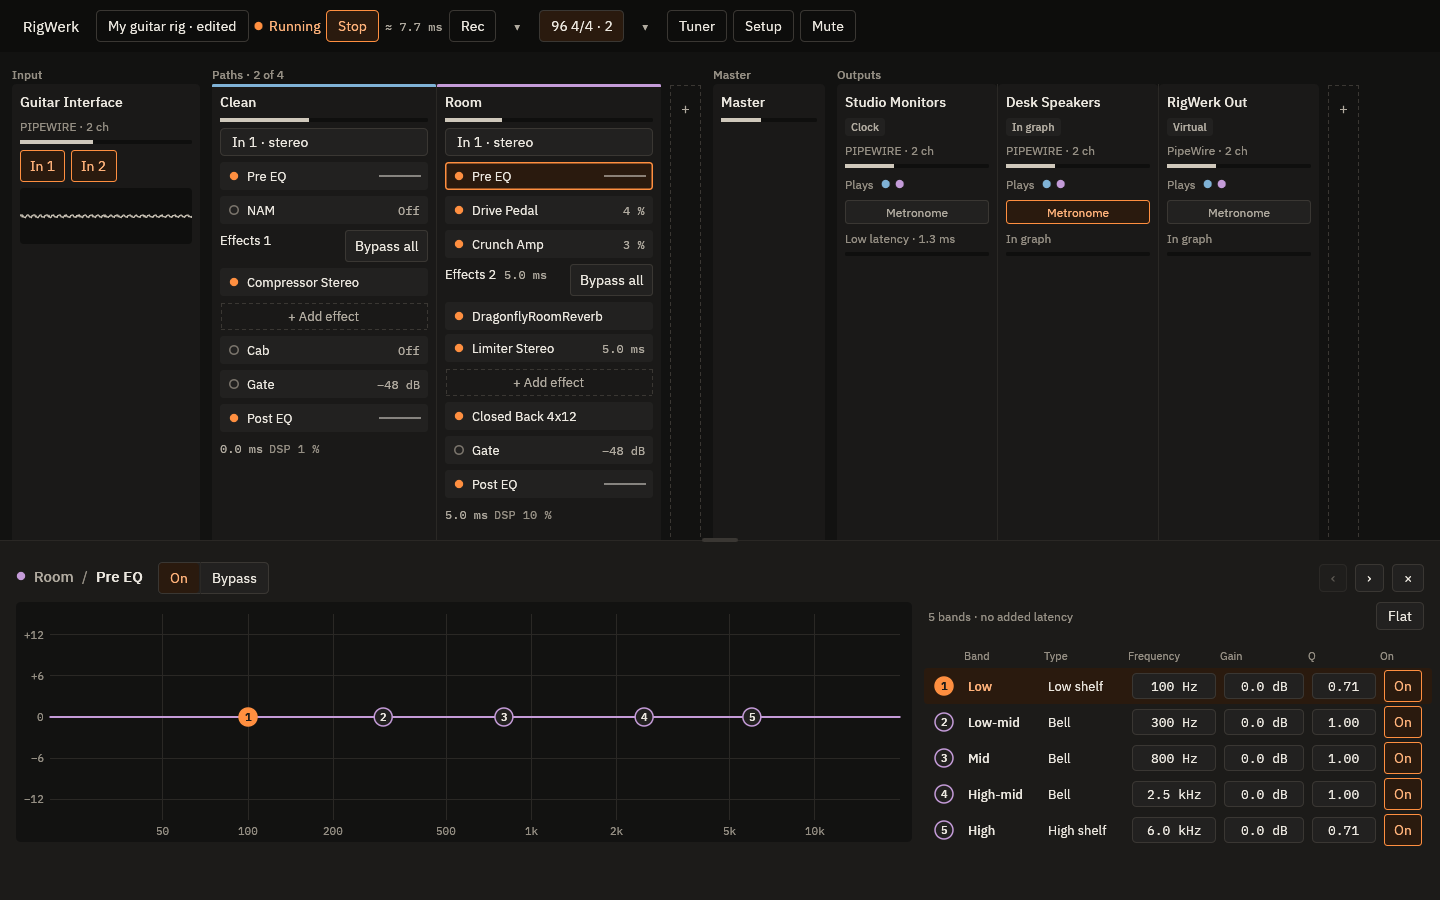 RigWerk
My guitar rig · edited
Running
Stop
≈ 7.7 ms
Rec
▾
96 4/4 · 2
▾
Tuner
Setup
Mute
Input
Guitar Interface
PIPEWIRE · 2 ch
In 1
In 2
Paths · 2 of 4
Clean
In 1 · stereo
Pre EQ
NAM Off
Effects 1
Bypass all
Compressor Stereo
+ Add effect
Cab Off
Gate −48 dB
Post EQ
0.0 ms DSP 1 %
Room
In 1 · stereo
Pre EQ
Drive Pedal 4 %
Crunch Amp 3 %
Effects 2 5.0 ms
Bypass all
DragonflyRoomReverb
Limiter Stereo 5.0 ms
+ Add effect
Closed Back 4x12
Gate −48 dB
Post EQ
5.0 ms DSP 10 %
+
Master
Master
Outputs
Studio Monitors
Clock
PIPEWIRE · 2 ch
Plays
Metronome
Low latency · 1.3 ms
Desk Speakers
In graph
PIPEWIRE · 2 ch
Plays
Metronome
In graph
RigWerk Out
Virtual
PipeWire · 2 ch
Plays
Metronome
In graph
+
Room / Pre EQ
On
Bypass
‹
›
×
+12
+6
0
−6
−12
1 2 3 4 5
50 100 200 500 1k 2k 5k 10k
5 bands · no added latency
Flat
Band Type Frequency Gain Q On
1 Low Low shelf 100 Hz 0.0 dB 0.71 On
2 Low-mid Bell 300 Hz 0.0 dB 1.00 On
3 Mid Bell 800 Hz 0.0 dB 1.00 On
4 High-mid Bell 2.5 kHz 0.0 dB 1.00 On
5 High High shelf 6.0 kHz 0.0 dB 0.71 On